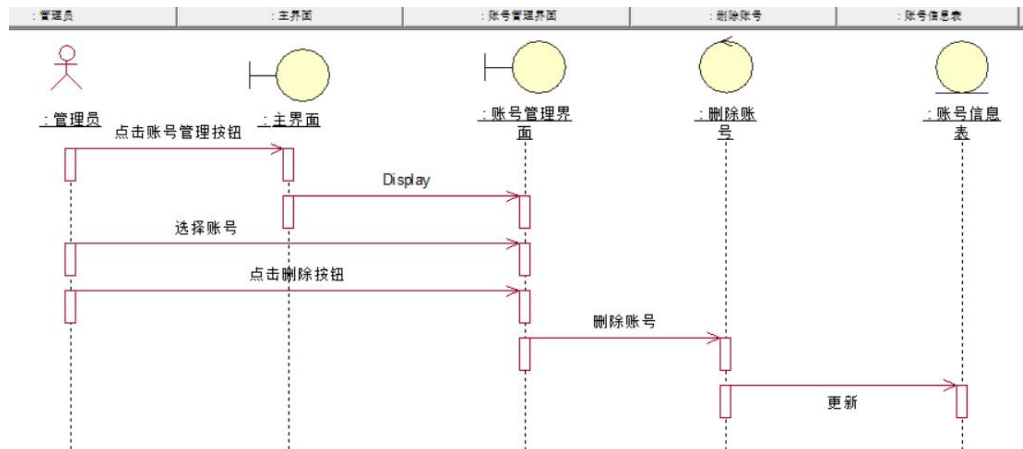 : 管理员
: 主界面
: 账号管理界面
: 删除账号
: 账号信息表
: 管理员
: 主界面
: 账号管理界
面
: 删除账
号
: 账号信息
表
点击账号管理按钮
Display
选择账号
点击删除按钮
删除账号
更新